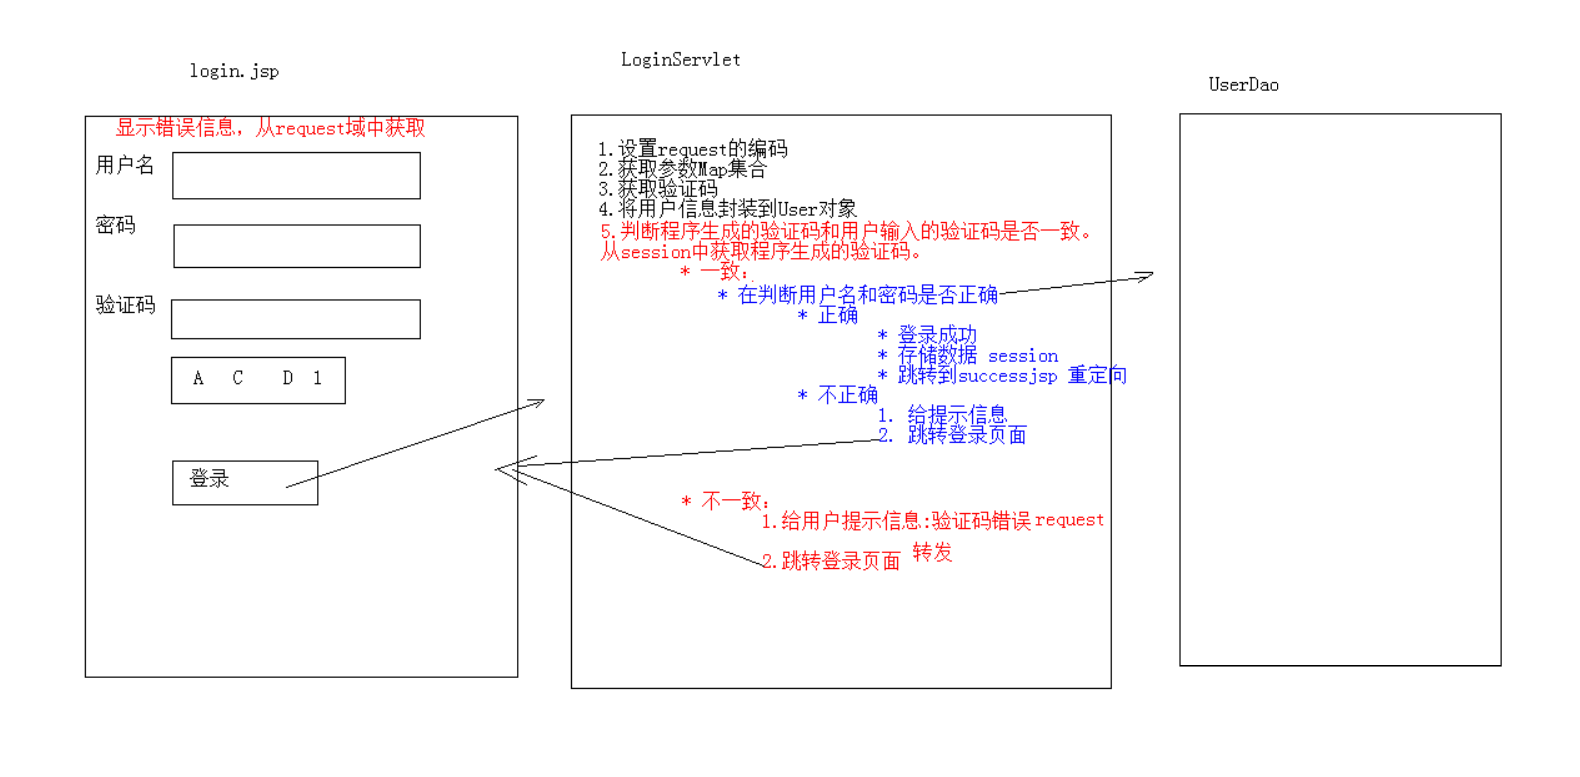 login.jsp
显示错误信息，从request域中获取
用户名
密码
验证码
A C D 1
登录
LoginServlet
1.设置request的编码
2.获取参数Map集合
3.获取验证码
4.将用户信息封装到User对象
5.判断程序生成的验证码和用户输入的验证码是否一致。
从session中获取程序生成的验证码。
* 一致：
* 在判断用户名和密码是否正确
* 正确
* 登录成功
* 存储数据 session
* 跳转到successjsp 重定向
* 不正确
1. 给提示信息
2. 跳转登录页面
* 不一致：
1.给用户提示信息:验证码错误 request
2.跳转登录页面 转发
UserDao